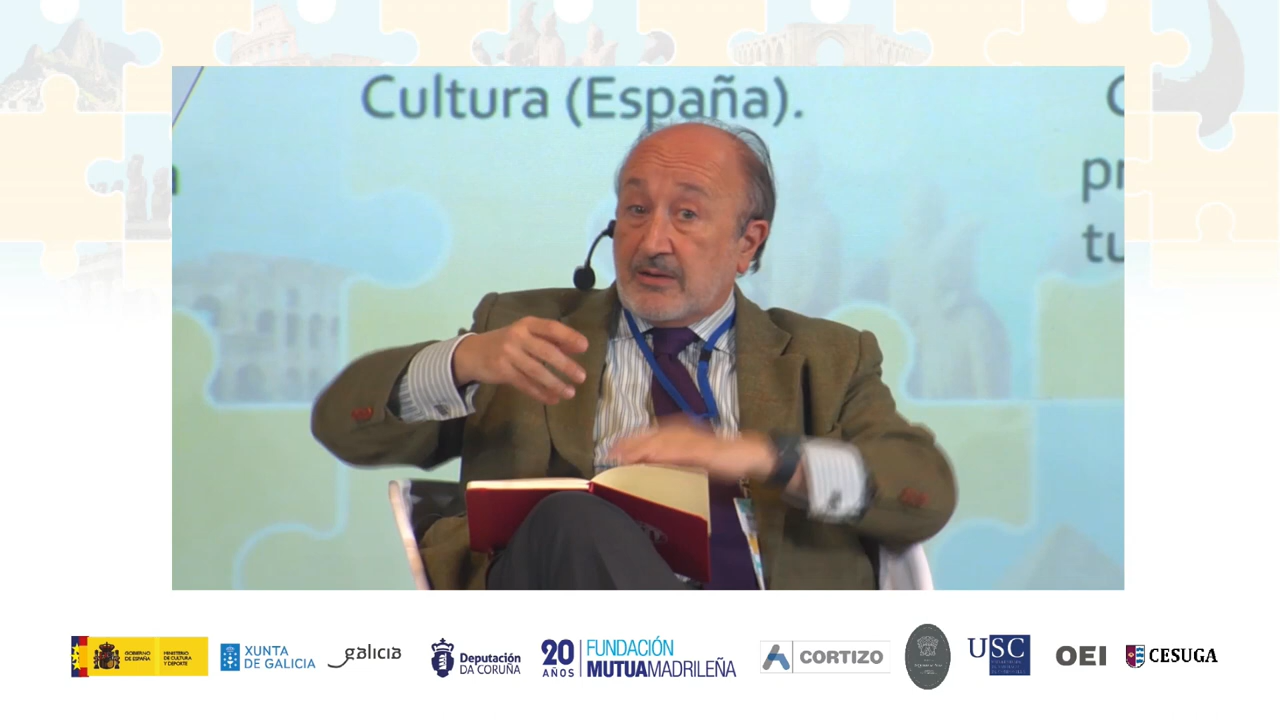 Cultura (España).
C
pr
tu
GOBIERNO
DE ESPAÑA
MINISTERIO
DE CULTURA
Y DEPORTE
XUNTA
DE GALICIA
galicia
Deputación
DA CORUÑA
20
AÑOS
FUNDACIÓN
MUTUAMADRILEÑA
CORTIZO
USC
OEI
CESUGA